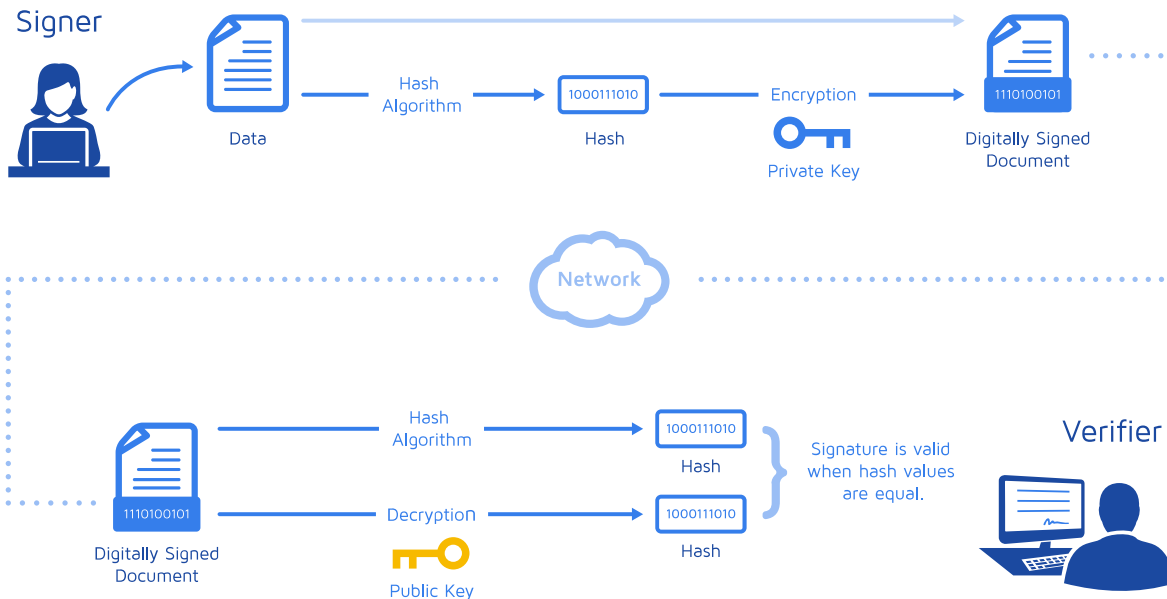 Signer
Hash
Algorithm
1000111010
Encryption
1110100101
Data
Hash
Private Key
Digitally Signed
Document
Network
Hash
Algorithm
1000111010
Hash
Signature is valid
when hash values
are equal.
Verifier
1110100101
Decryption
1000111010
Hash
Digitally Signed
Document
Public Key